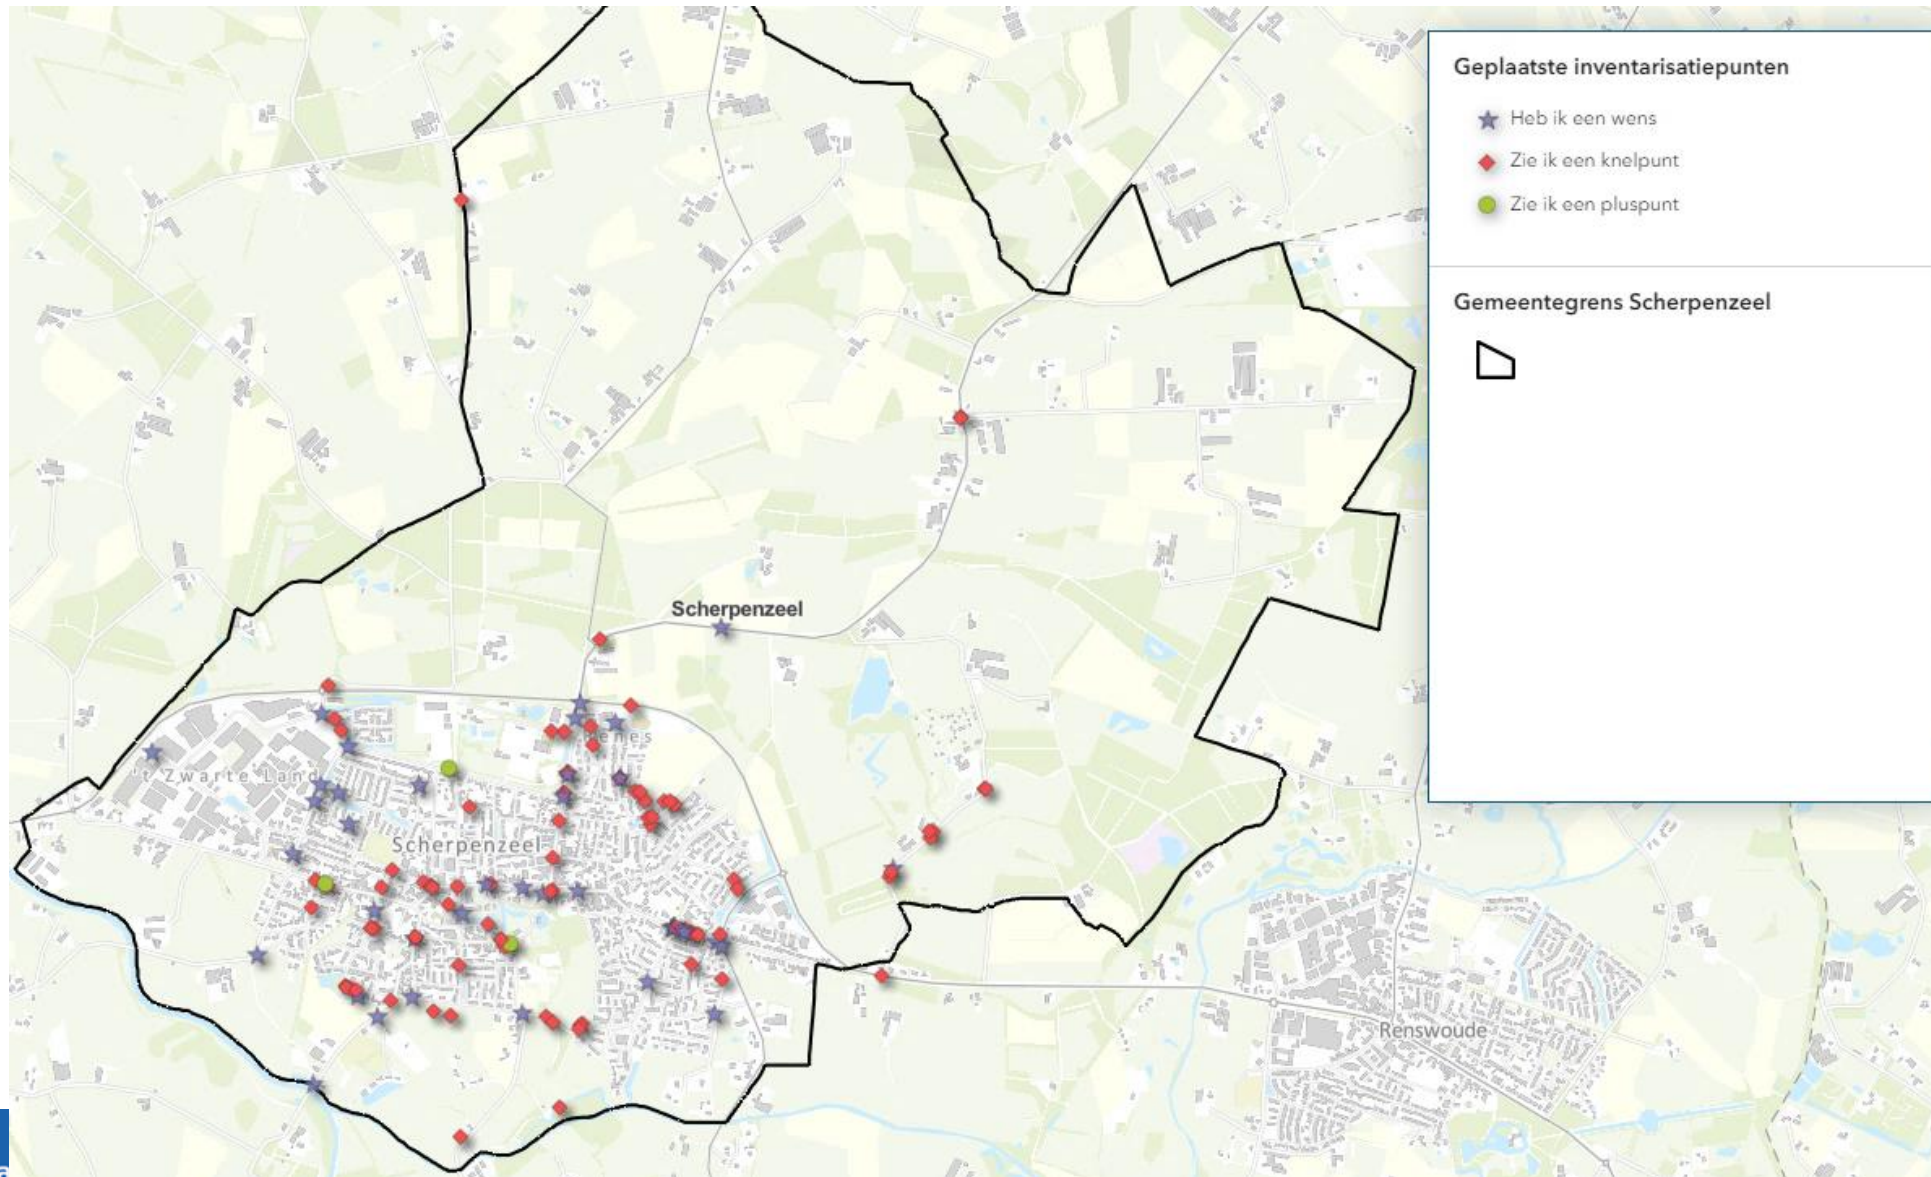 Geplaatste inventarisatiepunten
Heb ik een wens
Zie ik een knelpunt
Zie ik een pluspunt
Gemeentegrens Scherpenzeel
Scherpenzeel
't Zwarte Land
Scherpenzeel
Renswoude